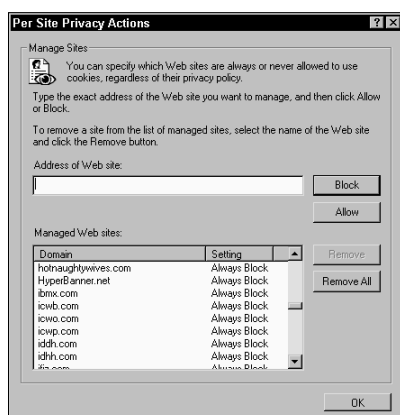 Per Site Privacy Actions
Manage Sites
You can specify which Web sites are always or never allowed to use
cookies, regardless of their privacy policy.
Type the exact address of the Web site you want to manage, and then click Allow
or Block.
To remove a site from the list of managed sites, select the name of the Web site
and click the Remove button.
Address of Web site:
Block
Allow
Managed Web sites:
Domain Setting
Remove
hotnaughtywives.com Always Block
HyperBanner.net Always Block
Remove All
ibmx.com Always Block
icwb.com Always Block
icwo.com Always Block
icwp.com Always Block
iddh.com Always Block
idhh.com Always Block
Always Block
OK